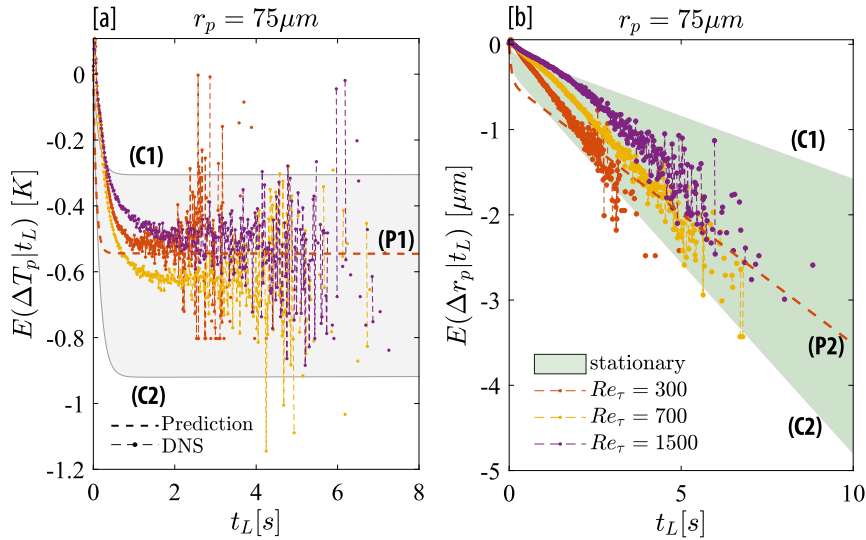 [a]
r_p = 75μm
E(ΔT_p|t_L) [K]
0
-0.2
-0.4
-0.6
-0.8
-1
-1.2
(C1)
(P1)
(C2)
Prediction
DNS
0 2 4 6 8
t_L[s]
[b]
r_p = 75μm
E(Δr_p|t_L) [μm]
0
-1
-2
-3
-4
-5
(C1)
(P2)
(C2)
stationary
Re_τ = 300
Re_τ = 700
Re_τ = 1500
0 5 10
t_L[s]